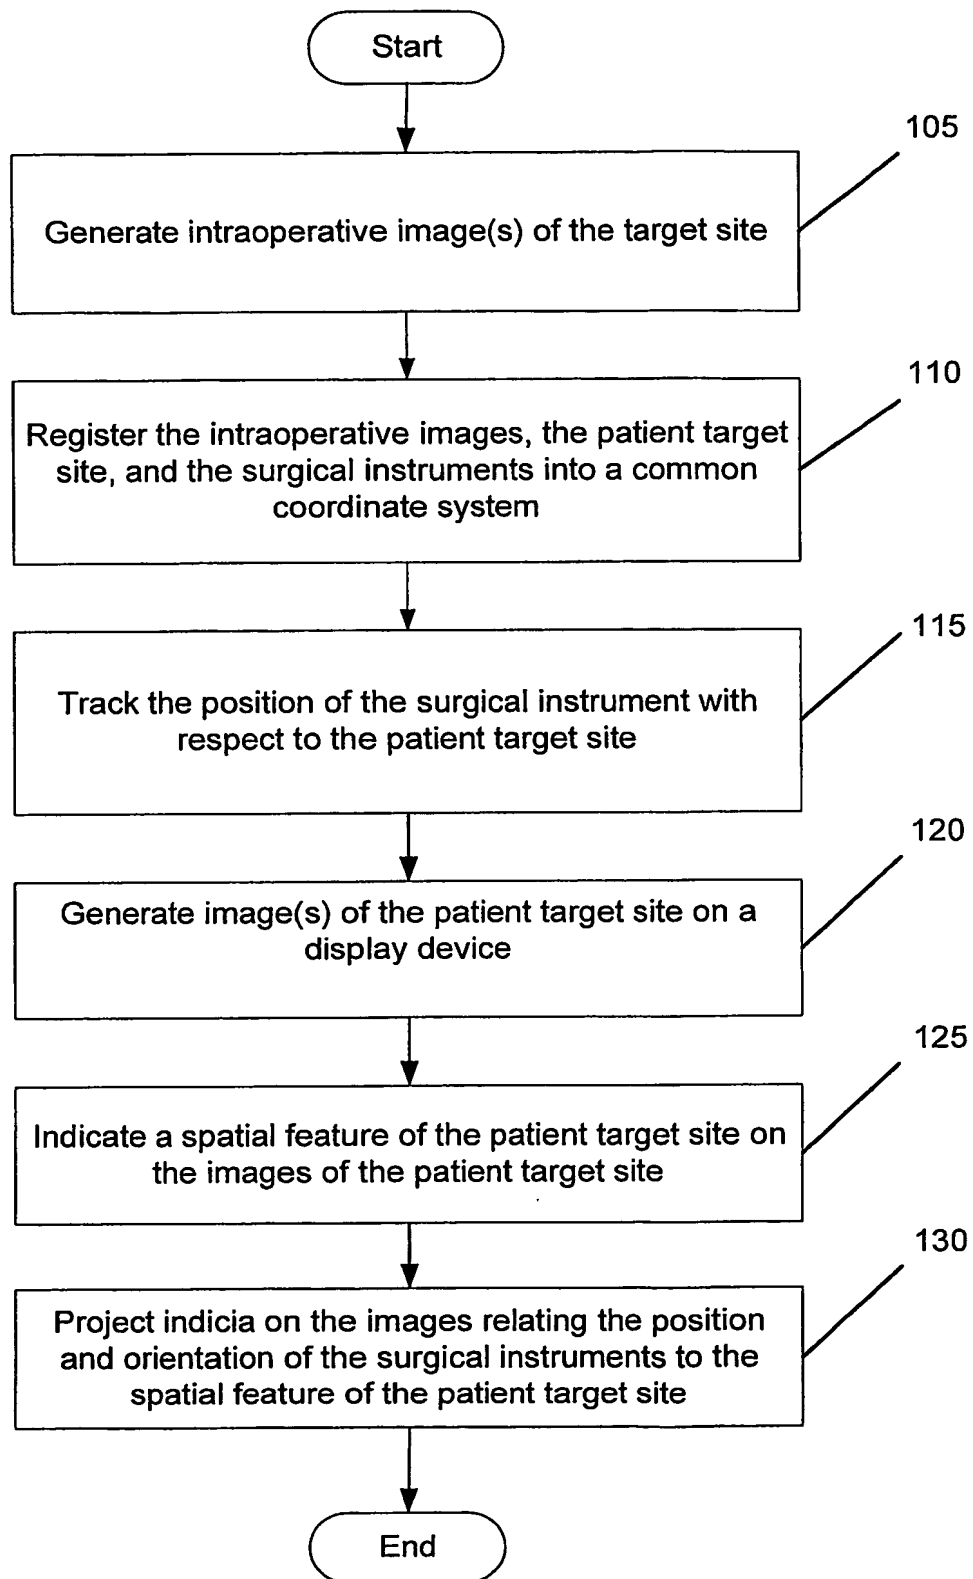 Start
105
Generate intraoperative image(s) of the target site
110
Register the intraoperative images, the patient target
site, and the surgical instruments into a common
coordinate system
115
Track the position of the surgical instrument with
respect to the patient target site
120
Generate image(s) of the patient target site on a
display device
125
Indicate a spatial feature of the patient target site on
the images of the patient target site
130
Project indicia on the images relating the position
and orientation of the surgical instruments to the
spatial feature of the patient target site
End